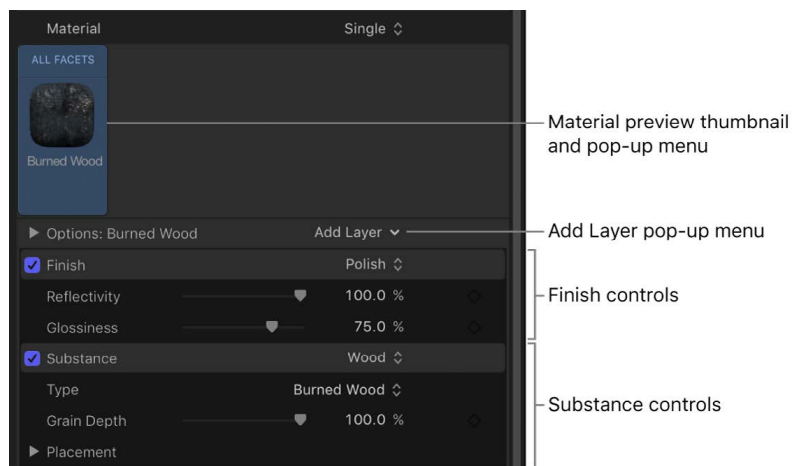 Material Single
ALL FACETS
Burned Wood
Material preview thumbnail
and pop-up menu
Options: Burned Wood Add Layer
Add Layer pop-up menu
Finish Polish
Reflectivity 100.0 %
Finish controls
Glossiness 75.0 %
Substance Wood
Type Burned Wood
Substance controls
Grain Depth 100.0 %
Placement